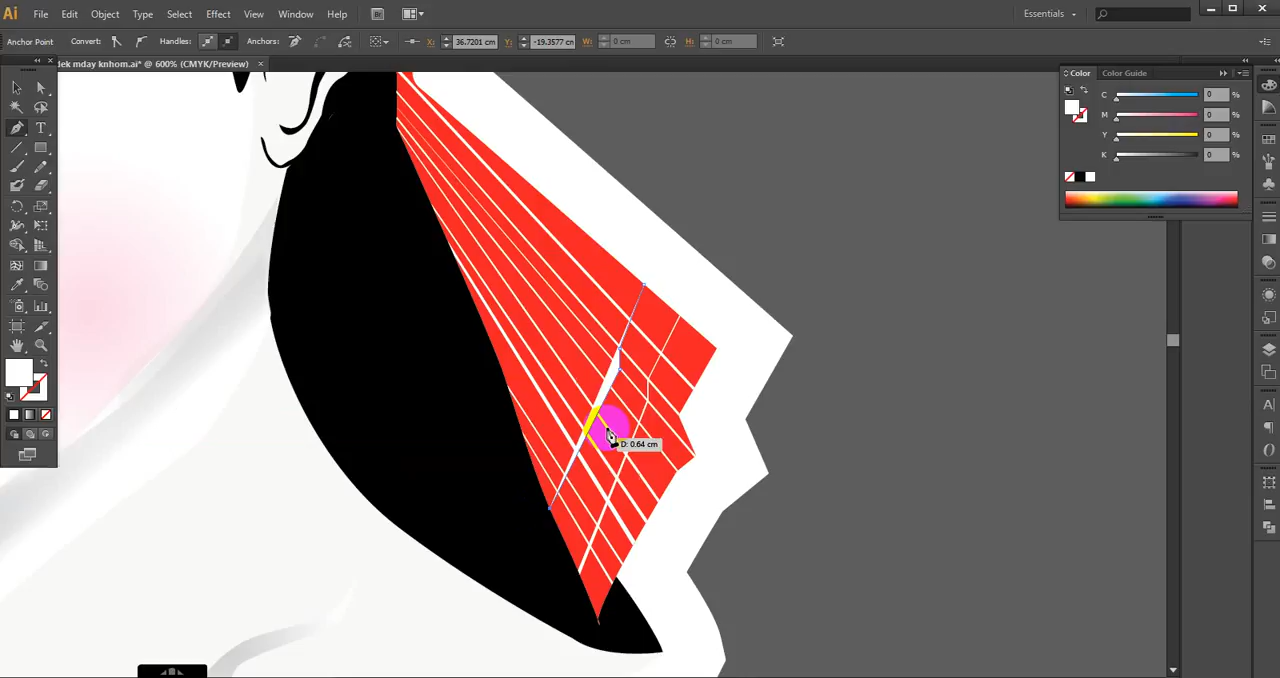 Ai File Edit Object Type Select Effect View Window Help Br Essentials
Anchor Point Convert: Handles: Anchors: X: 36.7201 cm Y: -19.3577 cm W: 0 cm H: 0 cm
dek mday knhom.ai* @ 600% (CMYK/Preview) ×
Color Color Guide
C 0 %
M 0 %
Y 0 %
K 0 %
T
D: 0.64 cm
A